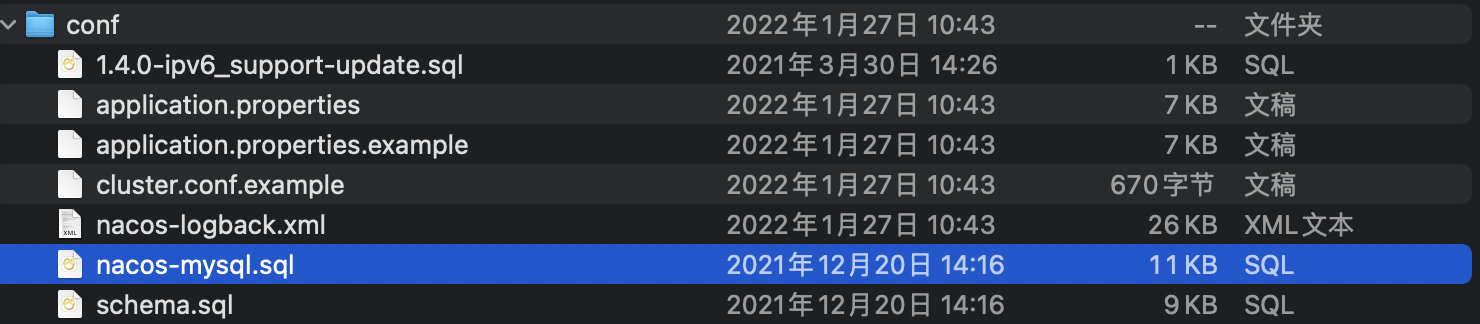 conf 2022年1月27日 10:43 -- 文件夹
1.4.0-ipv6_support-update.sql 2021年3月30日 14:26 1 KB SQL
application.properties 2022年1月27日 10:43 7 KB 文稿
application.properties.example 2022年1月27日 10:43 7 KB 文稿
cluster.conf.example 2022年1月27日 10:43 670字节 文稿
XML nacos-logback.xml 2022年1月27日 10:43 26 KB XML文本
nacos-mysql.sql 2021年12月20日 14:16 11 KB SQL
schema.sql 2021年12月20日 14:16 9 KB SQL